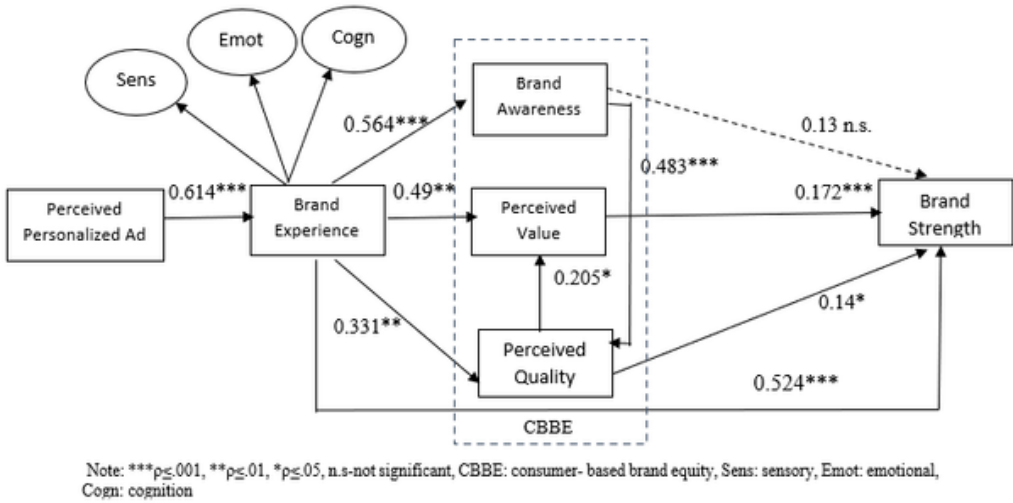 Emot
Cogn
Sens
Brand
Awareness
0.564***
0.13 n.s.
0.483***
0.614***
0.49**
0.172***
Perceived
Personalized Ad
Brand
Experience
Perceived
Value
Brand
Strength
0.205*
0.331**
0.14*
Perceived
Quality
0.524***
CBBE
Note: ***ρ≤.001, **ρ≤.01, *ρ≤.05, n.s-not significant, CBBE: consumer- based brand equity, Sens: sensory, Emot: emotional,
Cogn: cognition